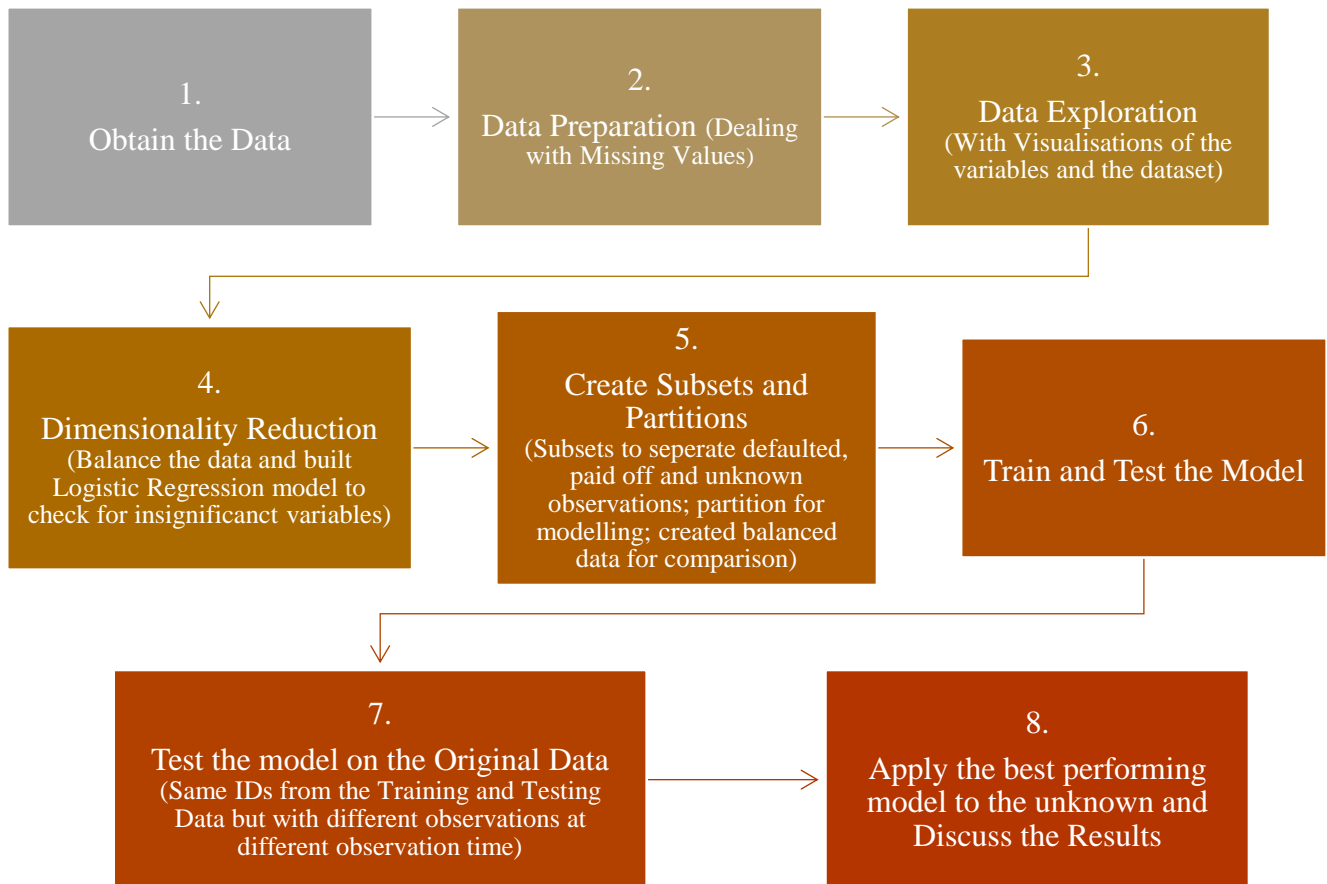 1.
Obtain the Data
2.
Data Preparation (Dealing
with Missing Values)
3.
Data Exploration
(With Visualisations of the
variables and the dataset)
4.
Dimensionality Reduction
(Balance the data and built
Logistic Regression model to
check for insignificanct variables)
5.
Create Subsets and
Partitions
(Subsets to seperate defaulted,
paid off and unknown
observations; partition for
modelling; created balanced
data for comparison)
6.
Train and Test the Model
7.
Test the model on the Original Data
(Same IDs from the Training and Testing
Data but with different observations at
different observation time)
8.
Apply the best performing
model to the unknown and
Discuss the Results